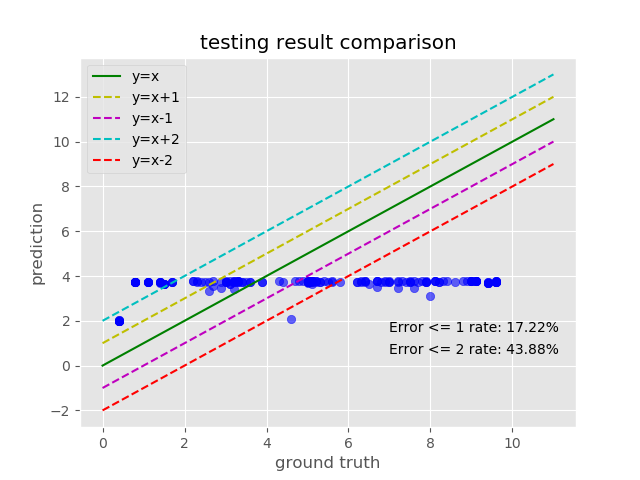 testing result comparison
y=x
y=x+1
y=x-1
y=x+2
y=x-2
12
10
8
6
4
2
0
−2
prediction
Error <= 1 rate: 17.22%
Error <= 2 rate: 43.88%
0 2 4 6 8 10
ground truth